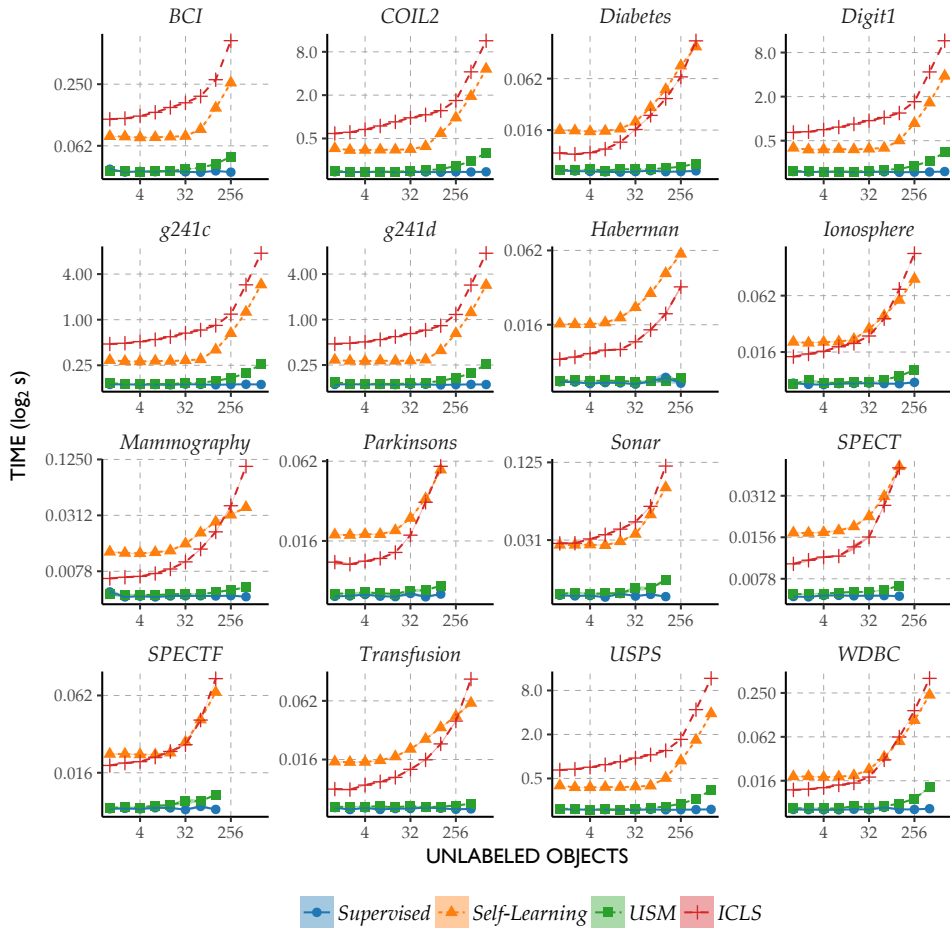 BCI
COIL2
Diabetes
Digit1
0.250
0.062
4 32 256
8.0
2.0
0.5
4 32 256
0.062
0.016
4 32 256
8.0
2.0
0.5
4 32 256
g241c
g241d
Haberman
Ionosphere
4.00
1.00
0.25
4 32 256
4.00
1.00
0.25
4 32 256
0.062
0.016
4 32 256
0.062
0.016
4 32 256
Mammography
Parkinsons
Sonar
SPECT
0.1250
0.0312
0.0078
4 32 256
0.062
0.016
4 32 256
0.125
0.031
4 32 256
0.0312
0.0156
0.0078
4 32 256
SPECTF
Transfusion
USPS
WDBC
0.062
0.016
4 32 256
0.062
0.016
4 32 256
8.0
2.0
0.5
4 32 256
0.250
0.062
0.016
4 32 256
TIME (log2 s)
UNLABELED OBJECTS
Supervised Self-Learning USM ICLS